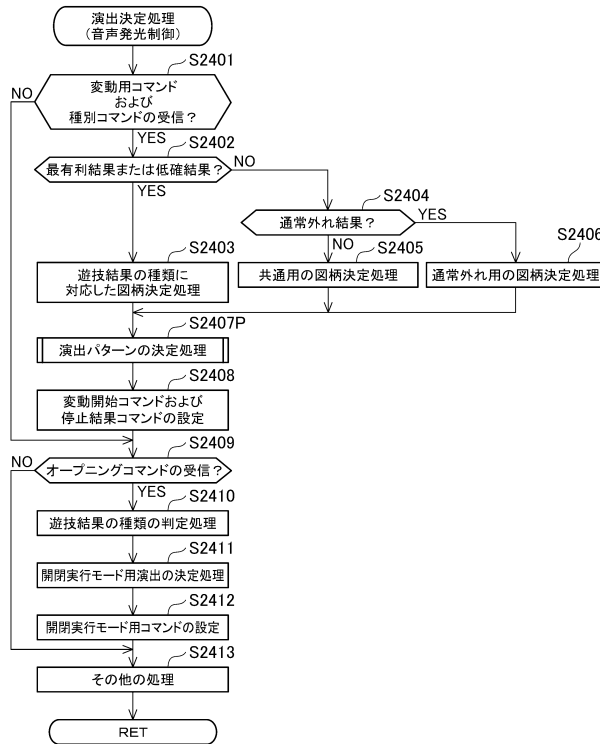 演出決定処理
（音声発光制御）
S2401
変動用コマンド
および
種別コマンドの受信？
NO
YES
S2402
最有利結果または低確結果？
NO
YES
S2404
通常外れ結果？
YES
NO
S2403
遊技結果の種類に
対応した図柄決定処理
S2405
共通用の図柄決定処理
S2406
通常外れ用の図柄決定処理
S2407P
演出パターンの決定処理
S2408
変動開始コマンドおよび
停止結果コマンドの設定
S2409
オープニングコマンドの受信？
NO
YES
S2410
遊技結果の種類の判定処理
S2411
開閉実行モード用演出の決定処理
S2412
開閉実行モード用コマンドの設定
S2413
その他の処理
RET